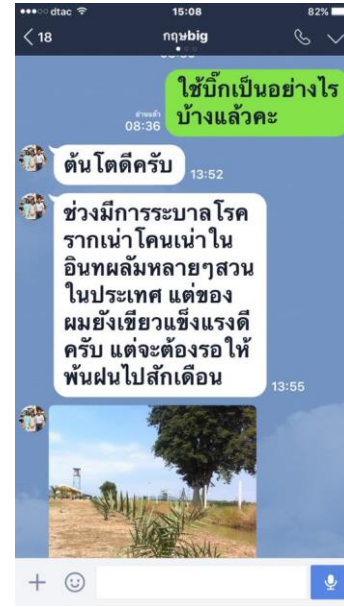 dtac
15:08
82%
18
กฤษbig
ใช้บิ๊กเป็นอย่างไร
บ้างแล้วคะ
อ่านแล้ว
08:36
ต้นโตดีครับ
13:52
ช่วงมีการระบาลโรค
รากเน่าโคนเน่าใน
อินทผลัมหลายๆสวน
ในประเทศ แต่ของ
ผมยังเขียวแข็งแรงดี
ครับ แต่จะต้องรอให้
พ้นฝนไปสักเดือน
13:55